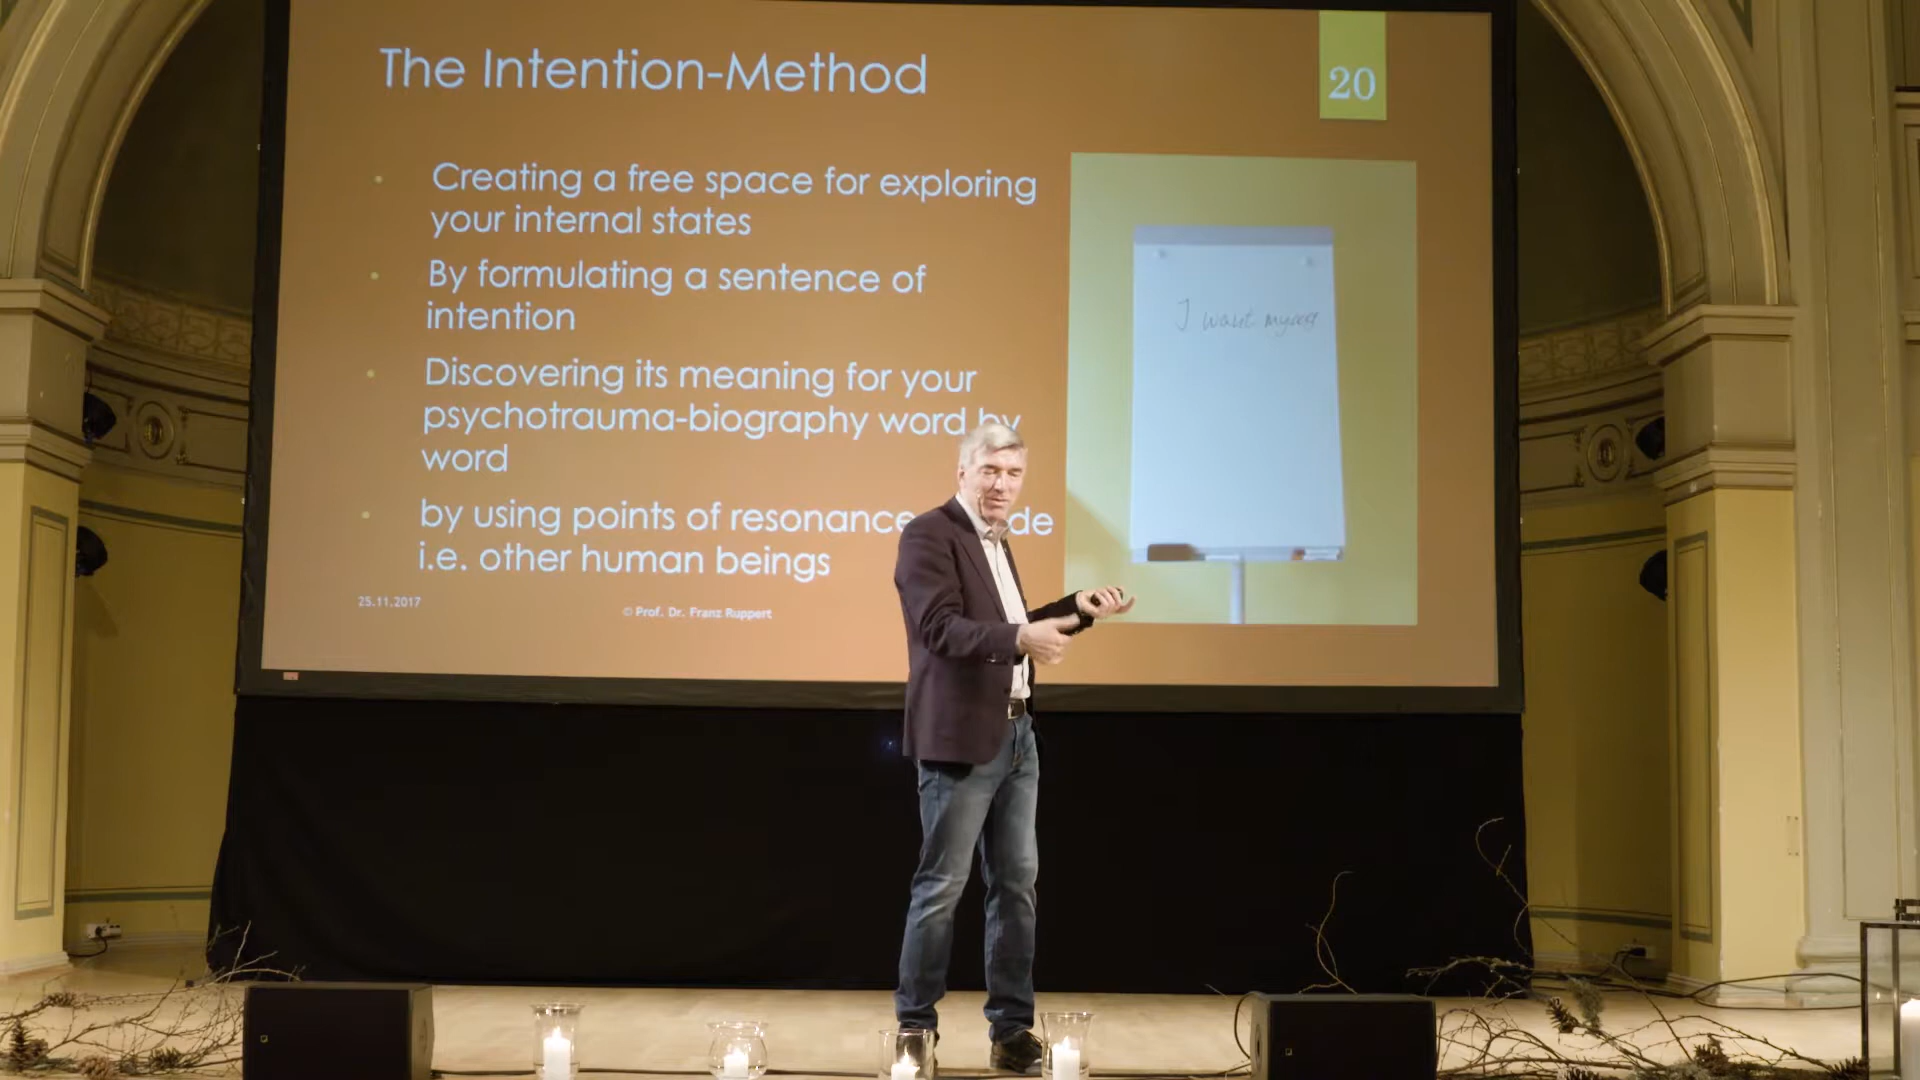 The Intention-Method
20
Creating a free space for exploring
your internal states
By formulating a sentence of
intention
Discovering its meaning for your
psychotrauma-biography word by
word
by using points of resonance
i.e. other human beings
I want myself
25.11.2017
© Prof. Dr. Franz Ruppert